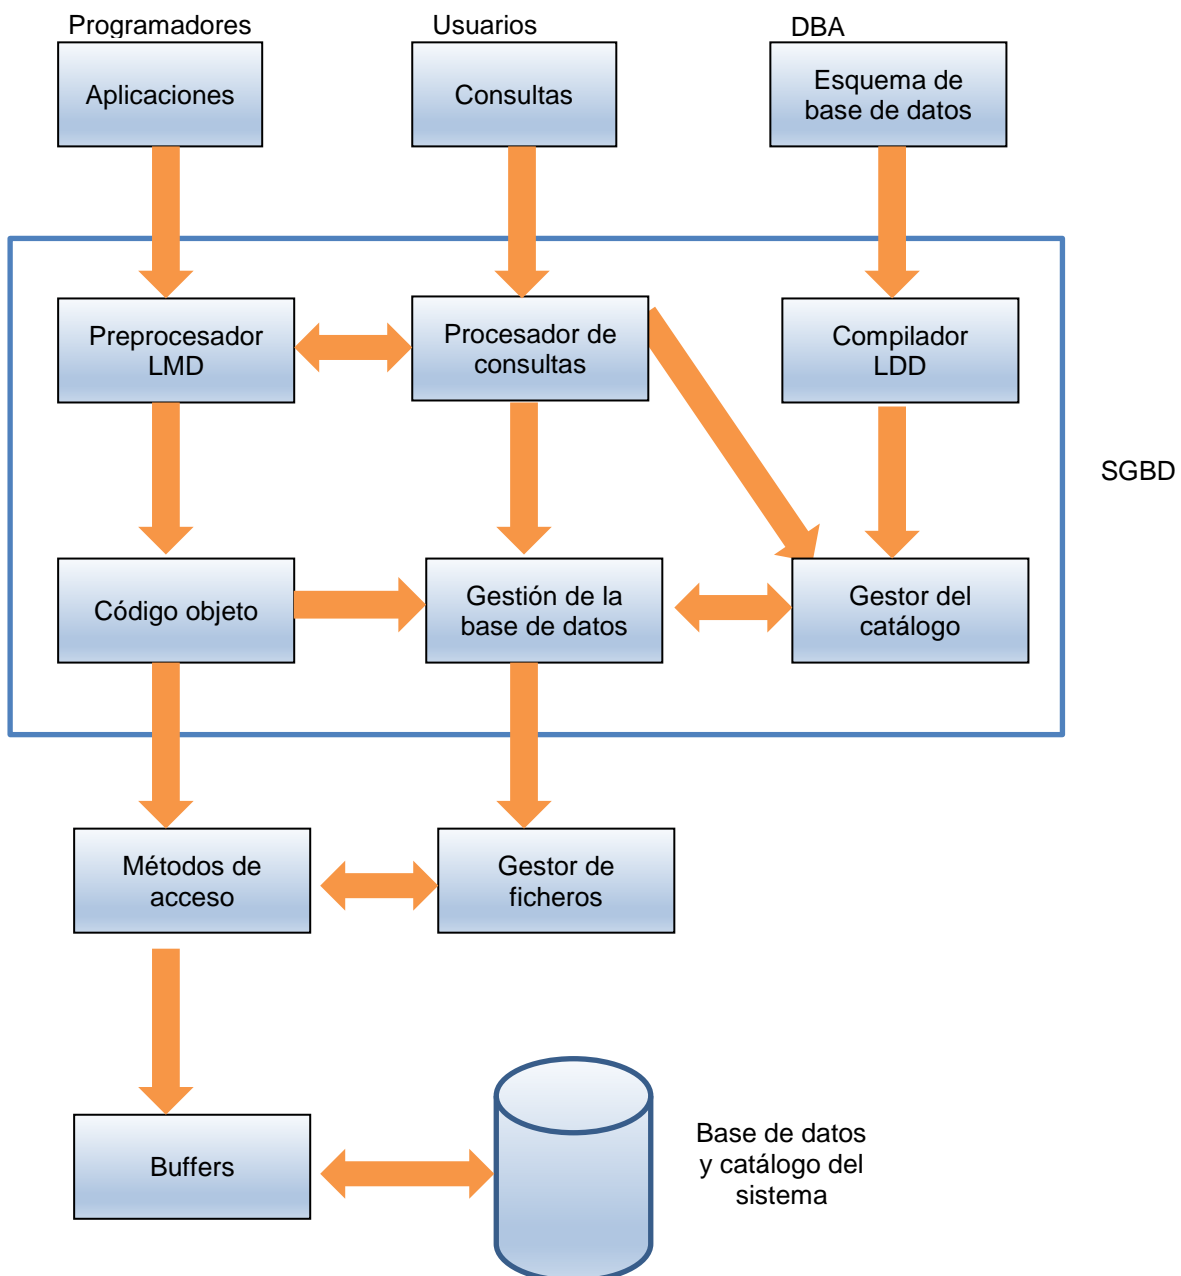 Programadores
Usuarios
DBA
Aplicaciones
Consultas
Esquema de
base de datos
Preprocesador
LMD
Procesador de
consultas
Compilador
LDD
SGBD
Código objeto
Gestión de la
base de datos
Gestor del
catálogo
Métodos de
acceso
Gestor de
ficheros
Buffers
Base de datos
y catálogo del
sistema